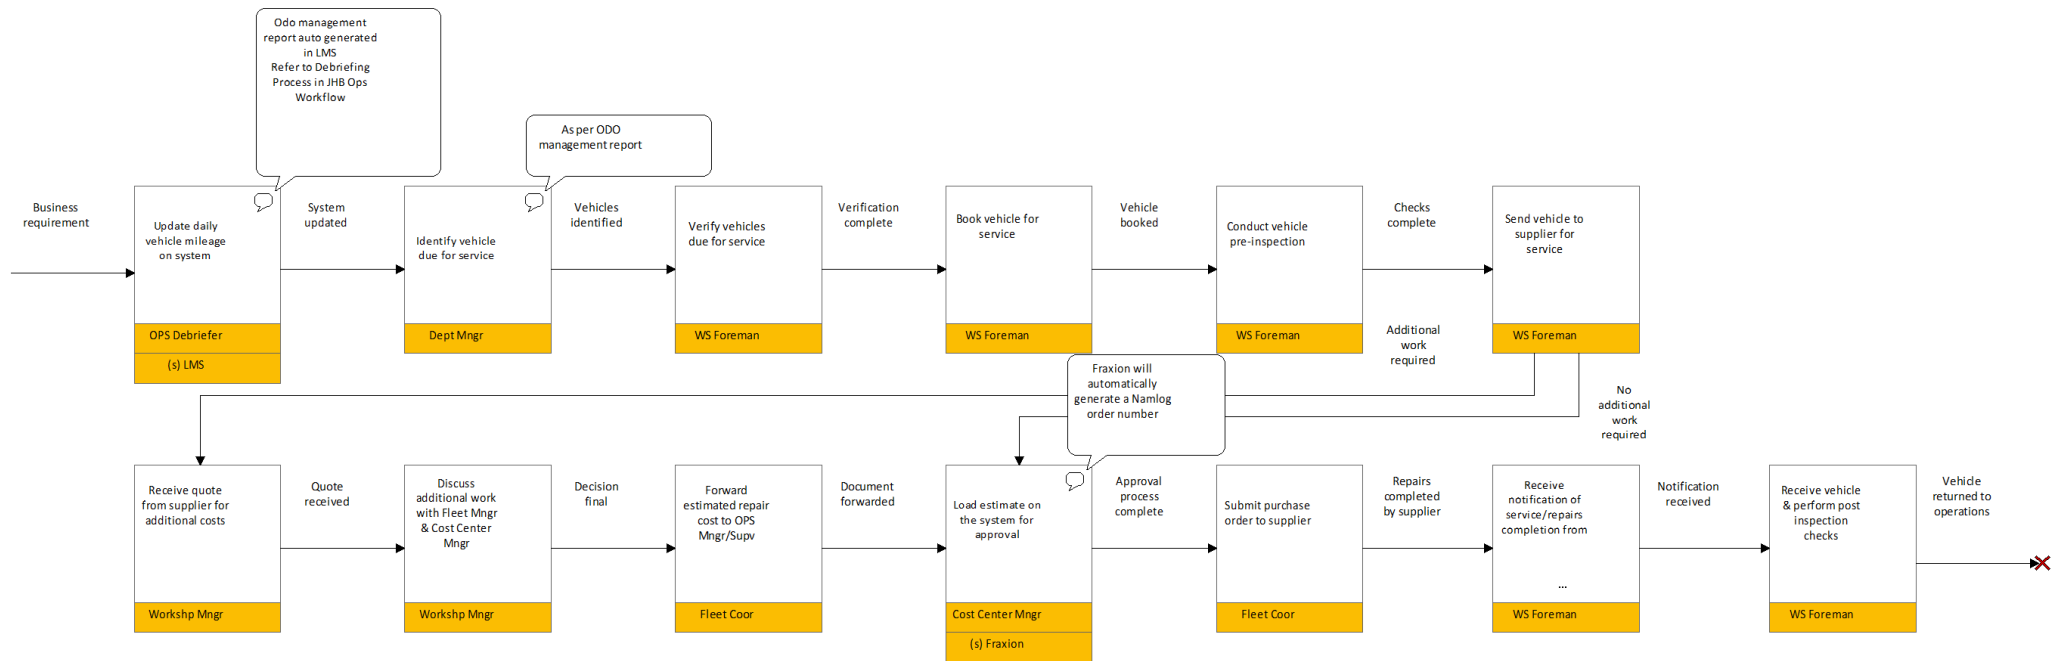 Odo management
report auto generated
in LMS
Refer to Debriefing
Process in JHB Ops
Workflow
As per ODO
management report
Business
requirement
Update daily
vehicle mileage
on system
OPS Debriefer
(s) LMS
System
updated
Identify vehicle
due for service
Dept Mngr
Vehicles
identified
Verify vehicles
due for service
WS Foreman
Verification
complete
Book vehicle for
service
WS Foreman
Vehicle
booked
Conduct vehicle
pre-inspection
WS Foreman
Checks
complete
Send vehicle to
supplier for
service
WS Foreman
Additional
work
required
No
additional
work
required
Fraxion will
automatically
generate a Namlog
order number
Receive quote
from supplier for
additional costs
Workshp Mngr
Quote
received
Discuss
additional work
with Fleet Mngr
& Cost Center
Mngr
Workshp Mngr
Decision
final
Forward
estimated repair
cost to OPS
Mngr/Supv
Fleet Coor
Document
forwarded
Load estimate on
the system for
approval
Cost Center Mngr
(s) Fraxion
Approval
process
complete
Submit purchase
order to supplier
Fleet Coor
Repairs
completed
by supplier
Receive
notification of
service/repairs
completion from
...
WS Foreman
Notification
received
Receive vehicle
& perform post
inspection
checks
WS Foreman
Vehicle
returned to
operations